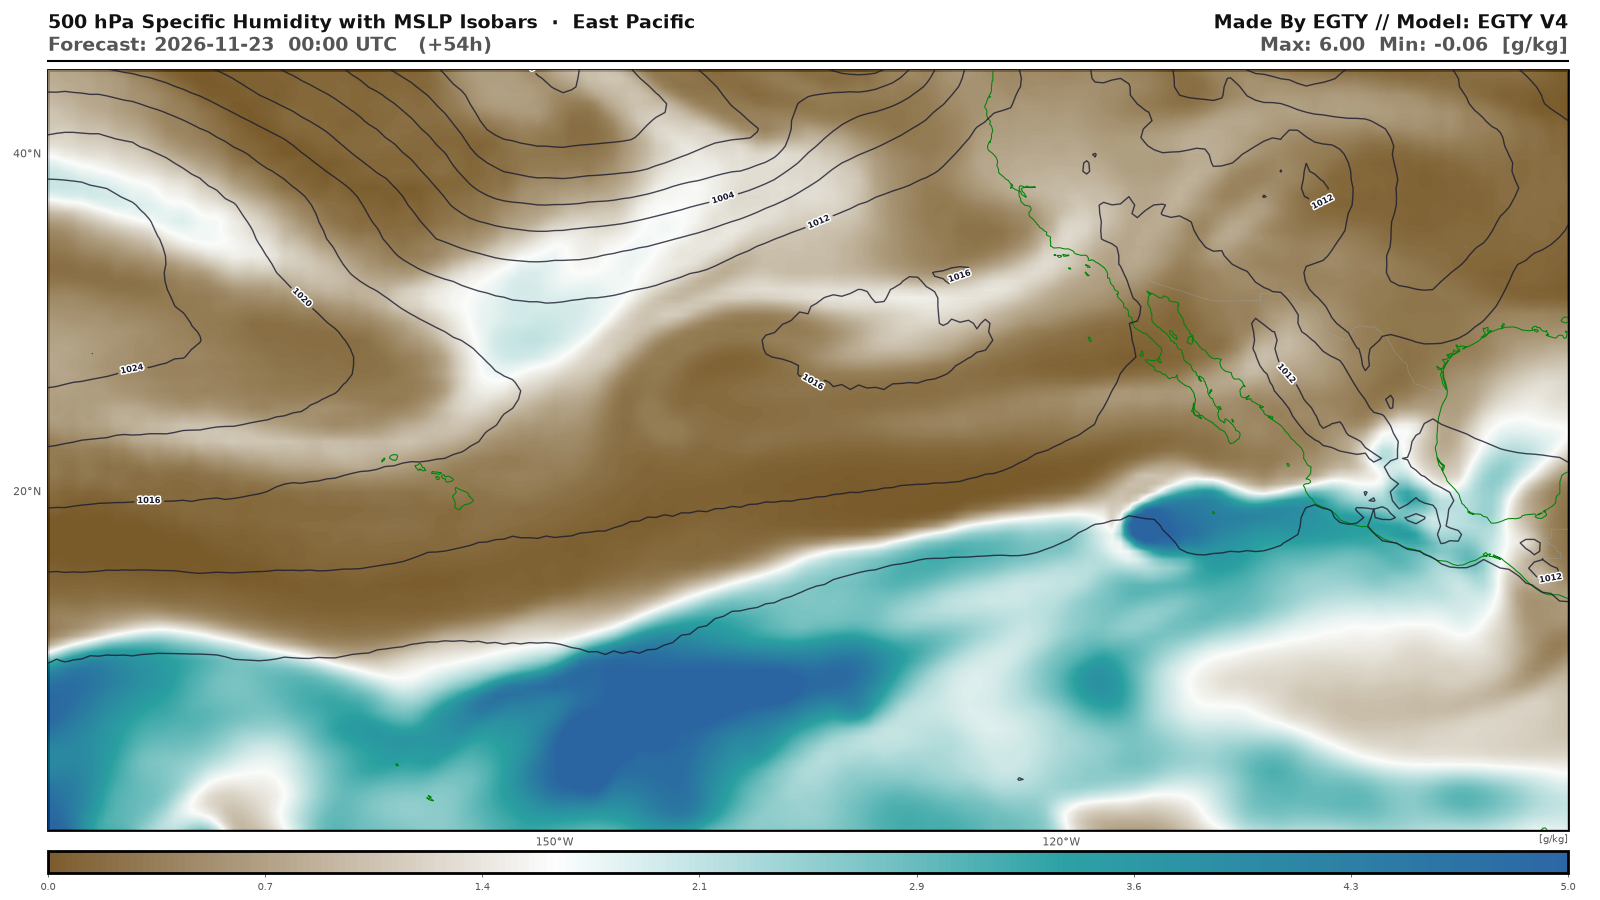 500 hPa Specific Humidity with MSLP Isobars · East Pacific
Made By EGTY // Model: EGTY V4
Forecast: 2026-11-23 00:00 UTC (+54h)
Max: 6.00 Min: -0.06 [g/kg]
40°N
1004
1012
1012
1016
1020
1024
1016
1012
20°N
1016
1012
150°W
120°W
[g/kg]
0.0
0.7
1.4
2.1
2.9
3.6
4.3
5.0